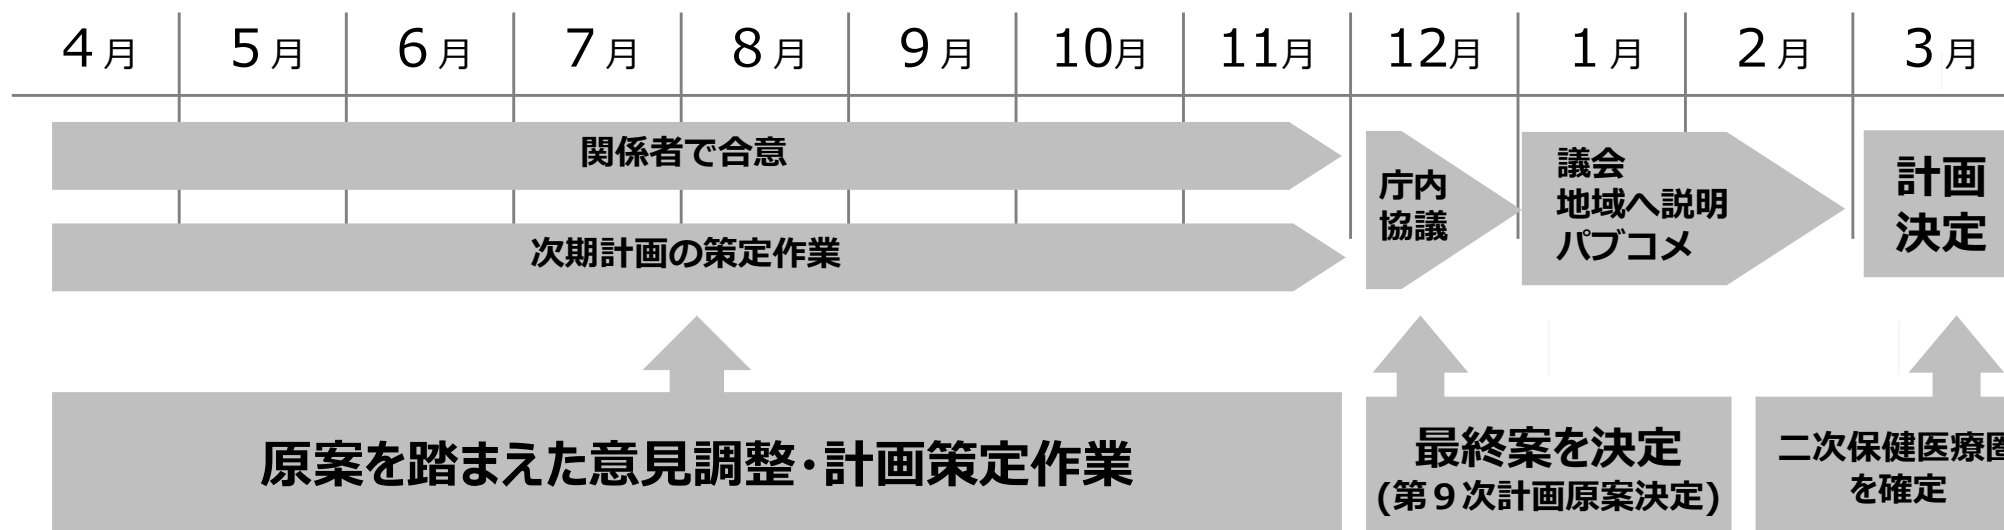 4月 5月 6月 7月 8月 9月 10月 11月 12月 1月 2月 3月
関係者で合意
次期計画の策定作業
庁内
協議
議会
地域へ説明
パブコメ
計画
決定
原案を踏まえた意見調整・計画策定作業
最終案を決定
(第９次計画原案決定)
二次保健医療圏
を確定